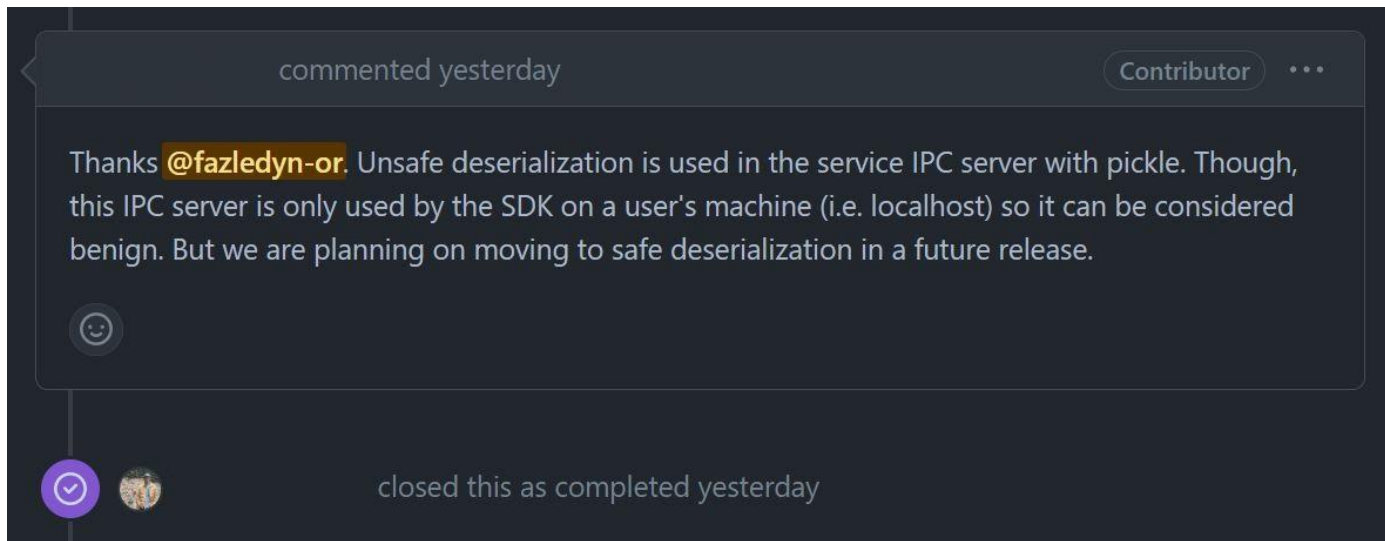 commented yesterday
Contributor
Thanks @fazledyn-or. Unsafe deserialization is used in the service IPC server with pickle. Though,
this IPC server is only used by the SDK on a user's machine (i.e. localhost) so it can be considered
benign. But we are planning on moving to safe deserialization in a future release.
closed this as completed yesterday